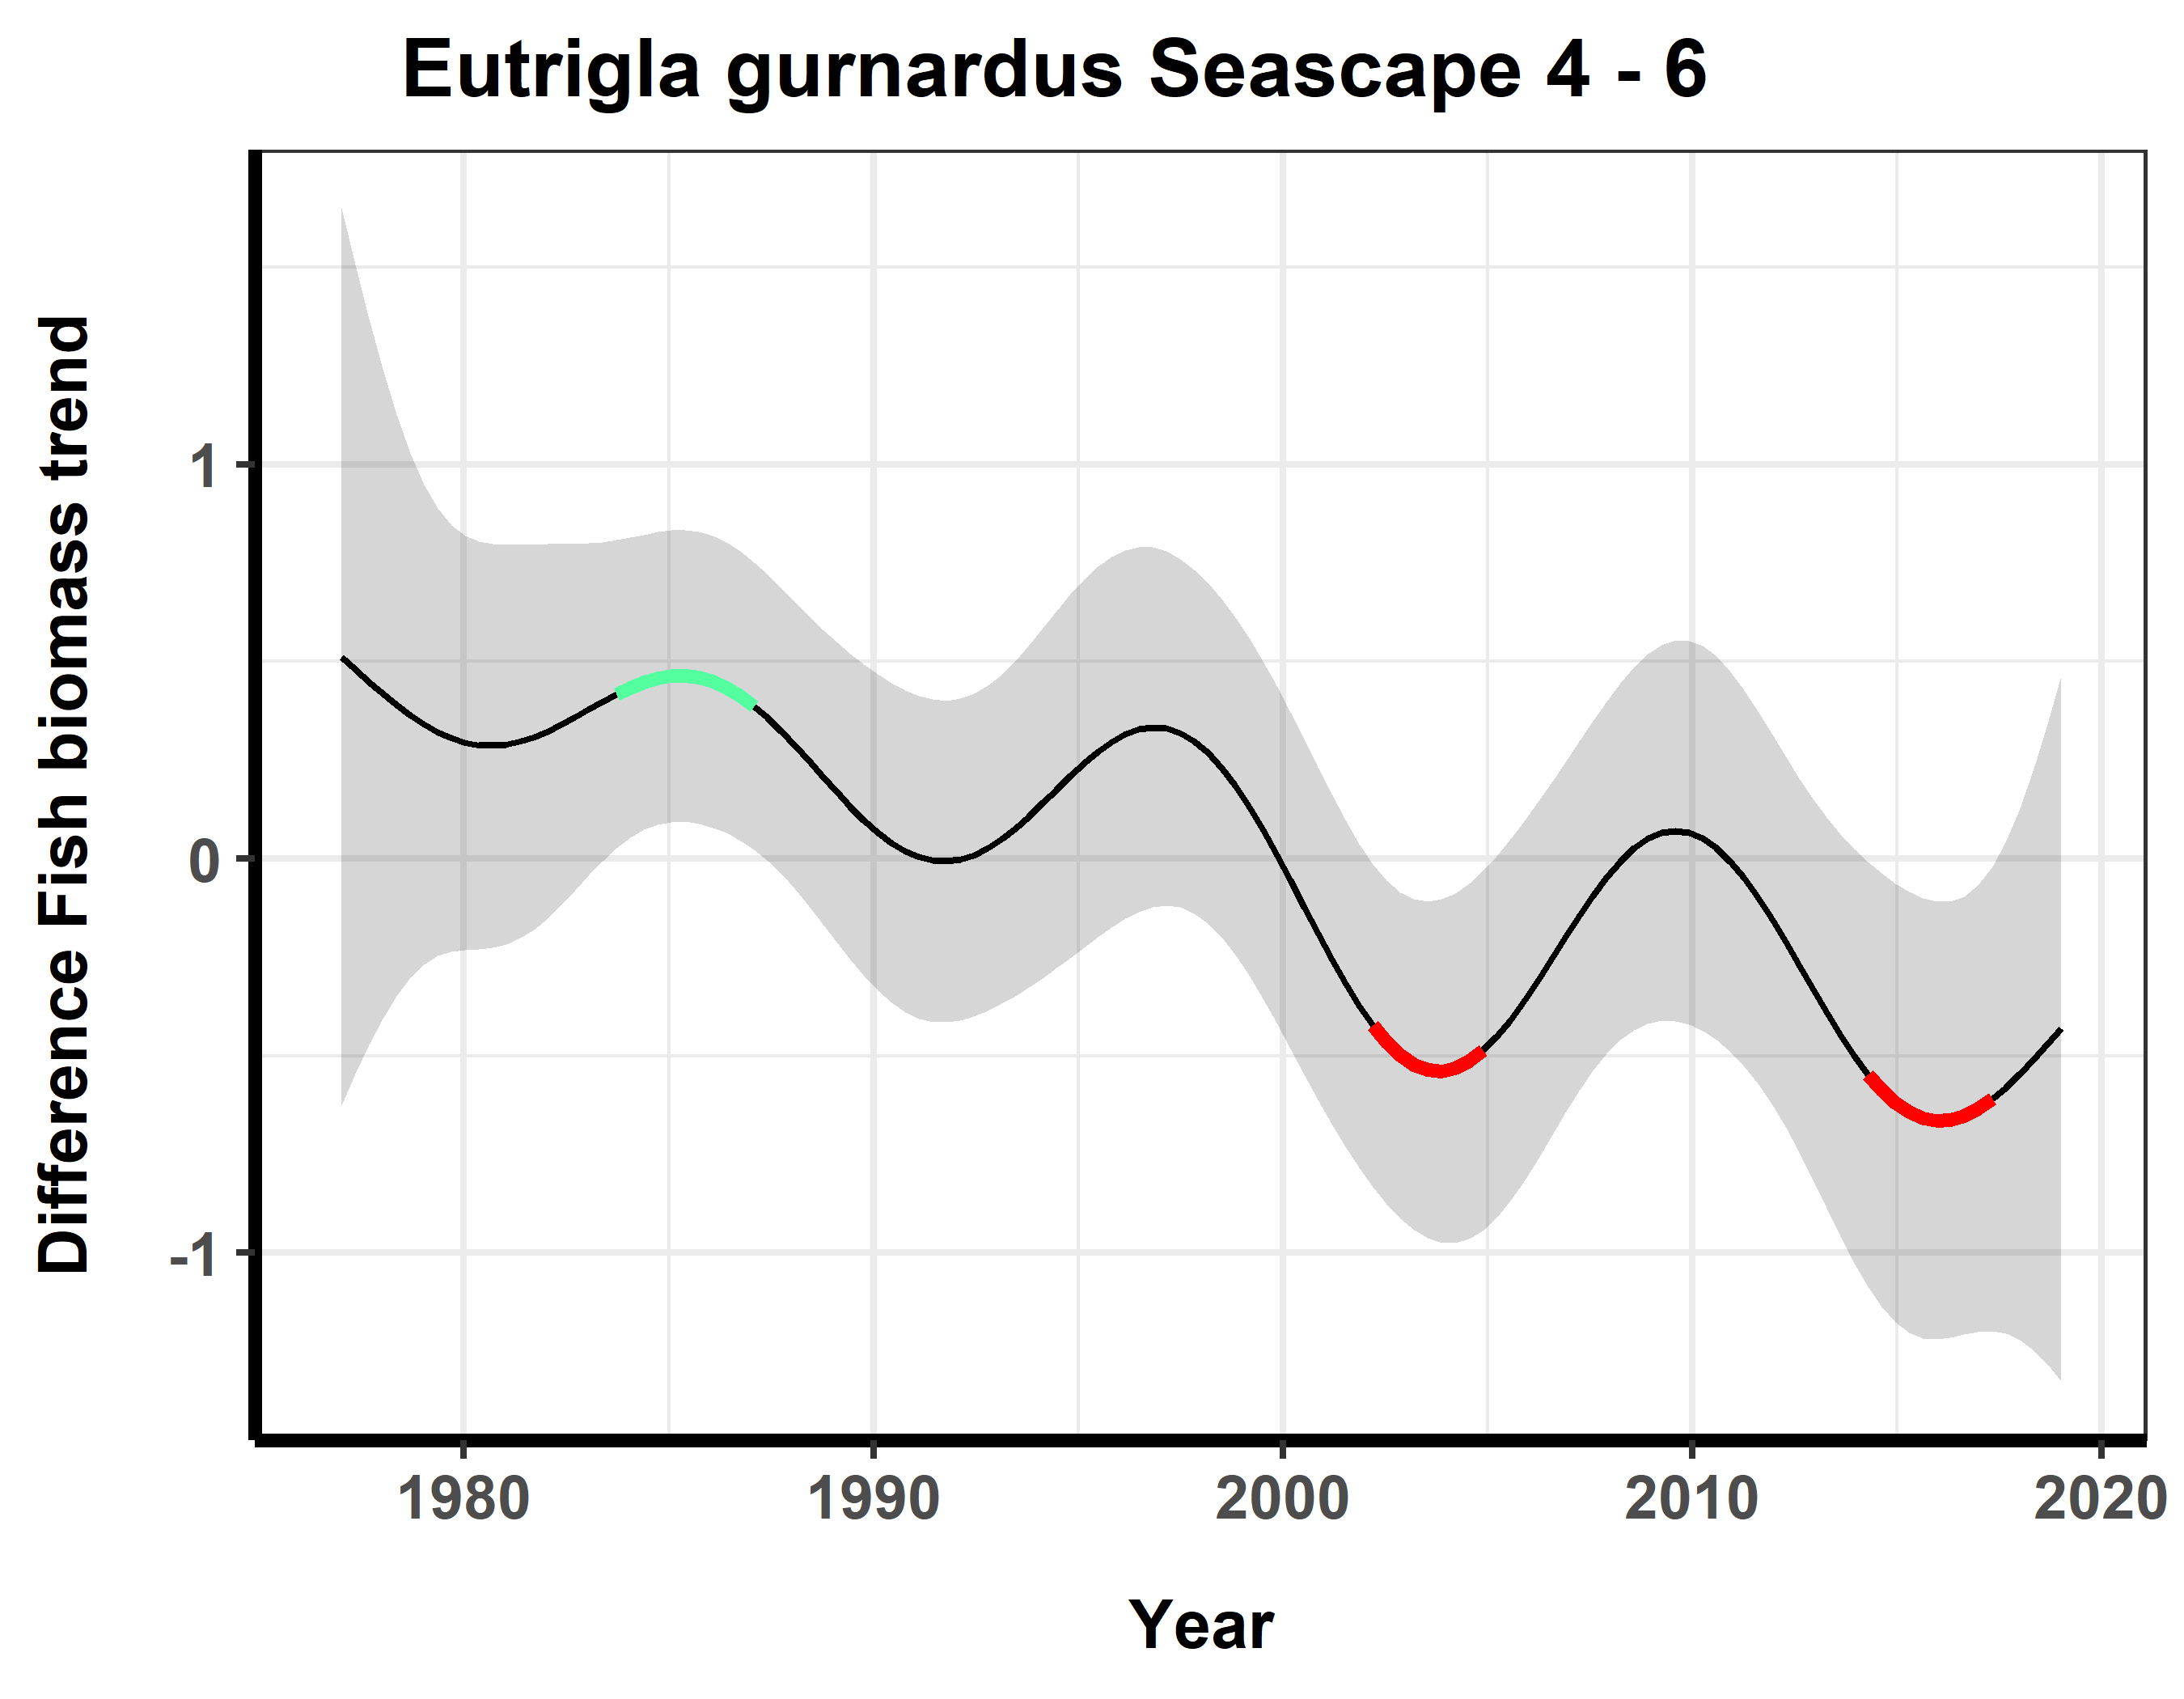 Eutrigla gurnardus Seascape 4 - 6
Difference Fish biomass trend
1
0
-1
1980 1990 2000 2010 2020
Year